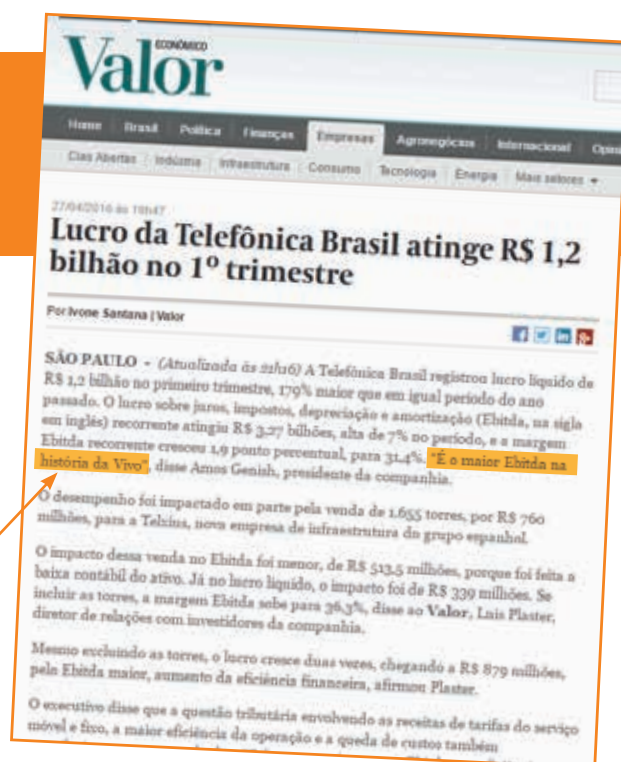 Valor
ECONÔMICO
Home Brasil Política Finanças Empresas Agronegócios Internacional Opin
Cias Abertas Indústria Infraestrutura Consumo Tecnologia Energia Mais setores
27/04/2016 às 19h47
Lucro da Telefônica Brasil atinge R$ 1,2
bilhão no 1º trimestre
Por Ivone Santana | Valor
SÃO PAULO - (Atualizada às 21h16) A Telefônica Brasil registrou lucro líquido de
R$ 1,2 bilhão no primeiro trimestre, 179% maior que em igual período do ano
passado. O lucro sobre juros, impostos, depreciação e amortização (Ebitda, na sigla
em inglês) recorrente atingiu R$ 3,27 bilhões, alta de 7% no período, e a margem
Ebitda recorrente cresceu 1,9 ponto percentual, para 31,4%. "É o maior Ebitda na
história da Vivo", disse Amos Genish, presidente da companhia.
O desempenho foi impactado em parte pela venda de 1.655 torres, por R$ 760
milhões, para a Telxius, nova empresa de infraestrutura do grupo espanhol.
O impacto dessa venda no Ebitda foi menor, de R$ 513,5 milhões, porque foi feita a
baixa contábil do ativo. Já no lucro líquido, o impacto foi de R$ 339 milhões. Se
incluir as torres, a margem Ebitda sobe para 36,3%, disse ao Valor, Luis Plaster,
diretor de relações com investidores da companhia.
Mesmo excluindo as torres, o lucro cresce duas vezes, chegando a R$ 879 milhões,
pelo Ebitda maior, aumento da eficiência financeira, afirmou Plaster.
O executivo disse que a questão tributária envolvendo as receitas de tarifas do serviço
móvel e fixo, a maior eficiência da operação e a queda de custos também